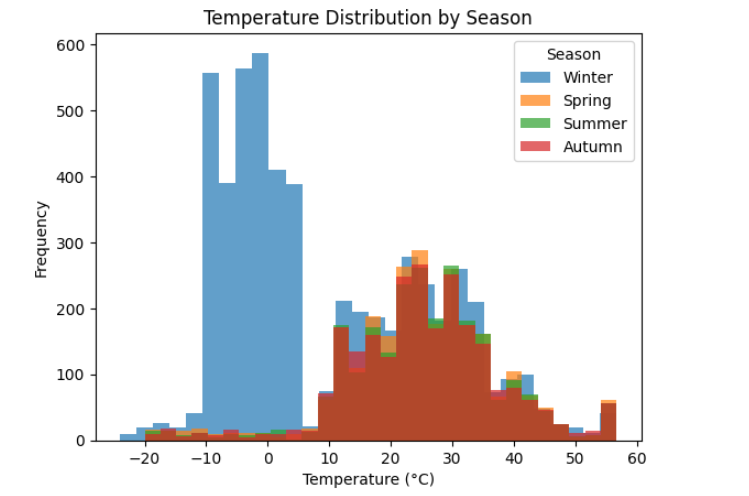 Temperature Distribution by Season
600
500
400
300
200
100
0
Frequency
Season
Winter
Spring
Summer
Autumn
−20 −10 0 10 20 30 40 50 60
Temperature (°C)